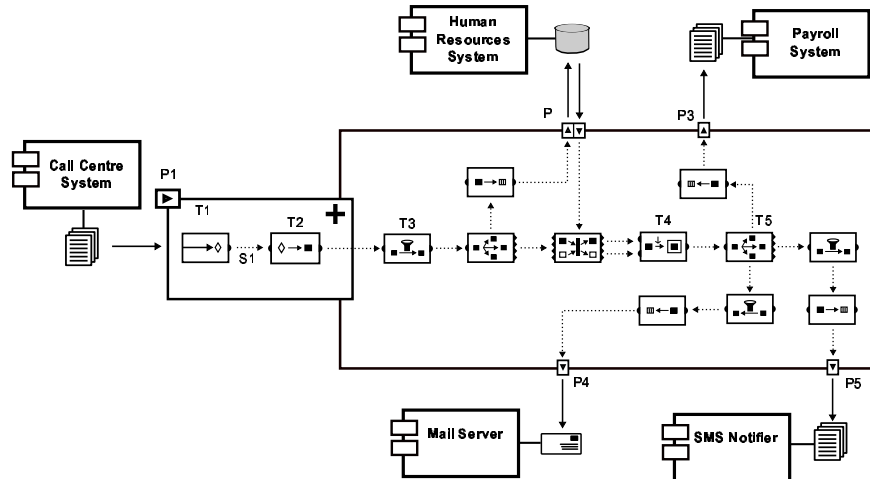 Human
Resources
System
Payroll
System
P
P3
Call Centre
System
P1
T1
T2
T3
T4
T5
S1
P4
P5
Mail Server
SMS Notifier